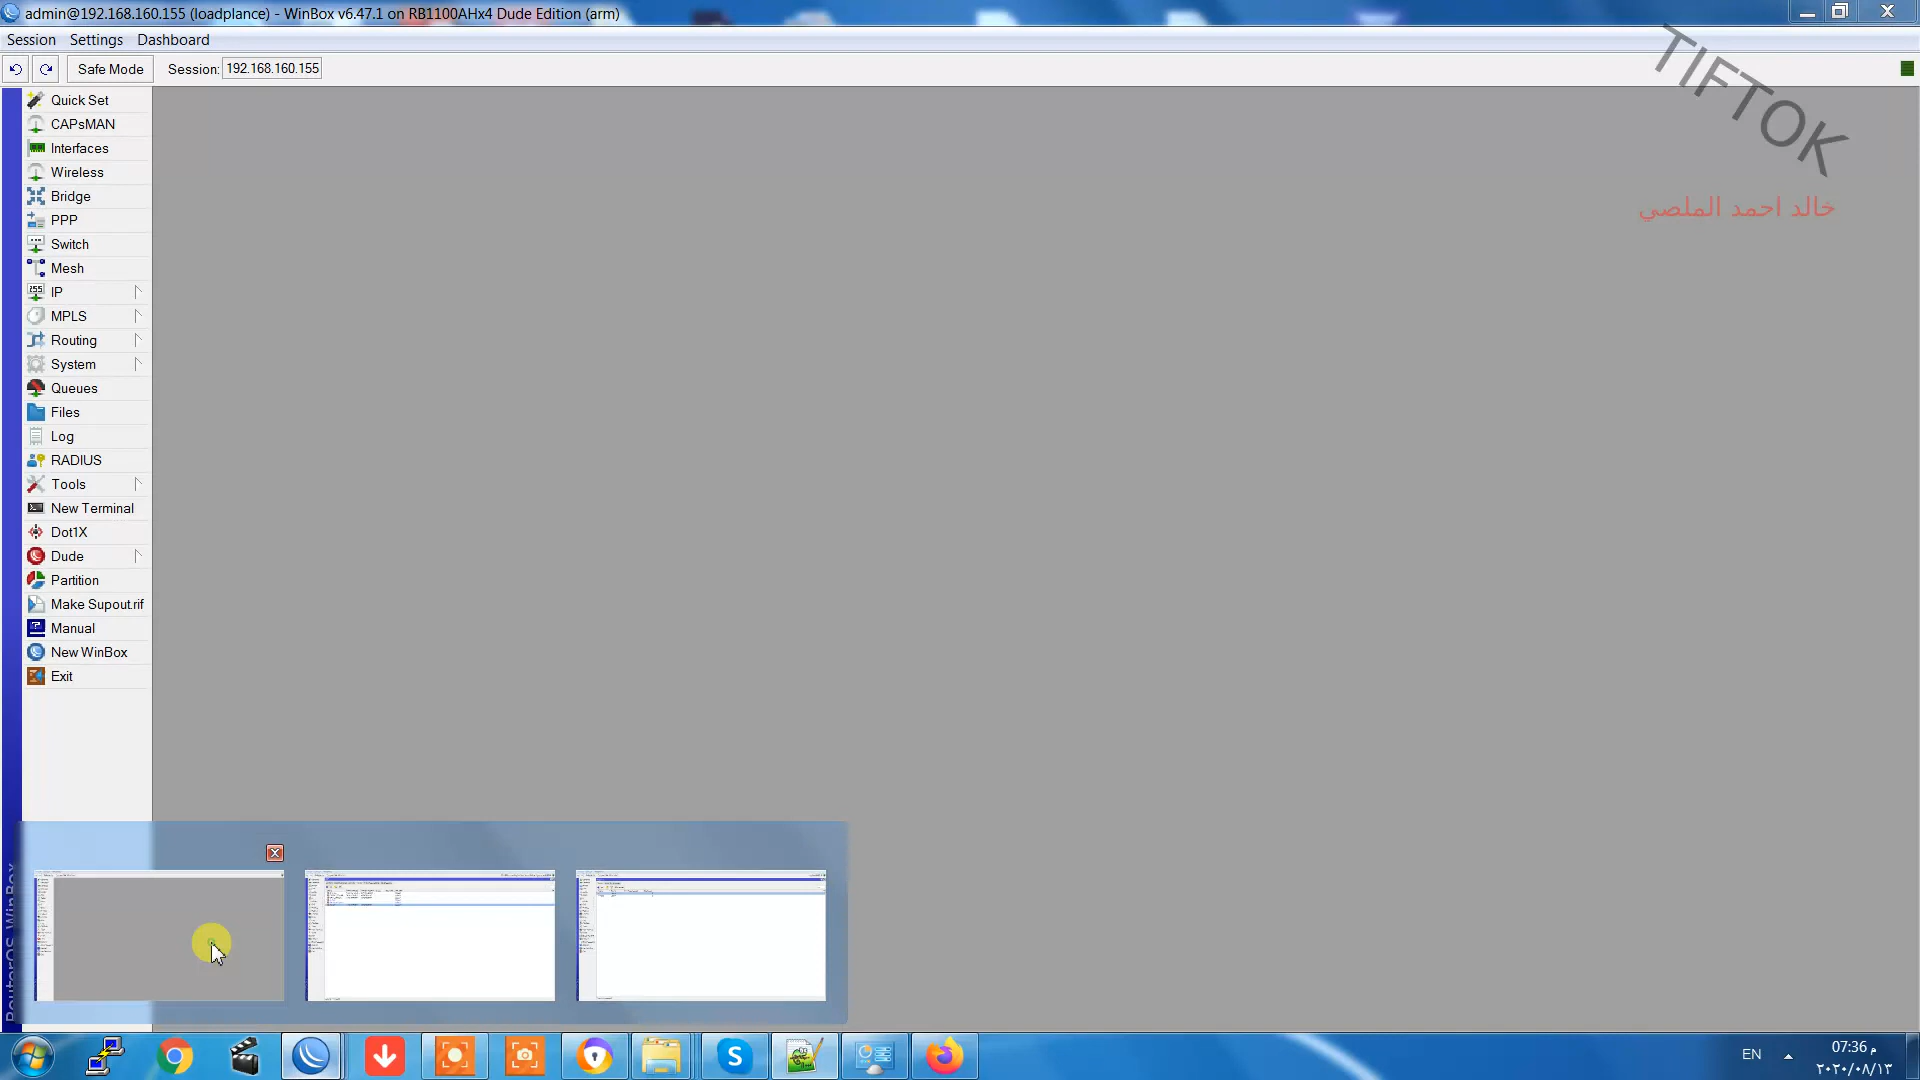 admin@192.168.160.155 (loadplance) - WinBox v6.47.1 on RB1100AHx4 Dude Edition (arm)
Session Settings Dashboard
Safe Mode Session: 192.168.160.155
TIFTOK
خالد احمد الملصي
Quick Set
CAPsMAN
Interfaces
Wireless
Bridge
PPP
Switch
Mesh
IP
MPLS
Routing
System
Queues
Files
Log
RADIUS
Tools
New Terminal
Dot1X
Dude
Partition
Make Supout.rif
Manual
New WinBox
Exit
RouterOS WinBox
EN
07:36 م
٢٠٢٠/٠٨/١٣